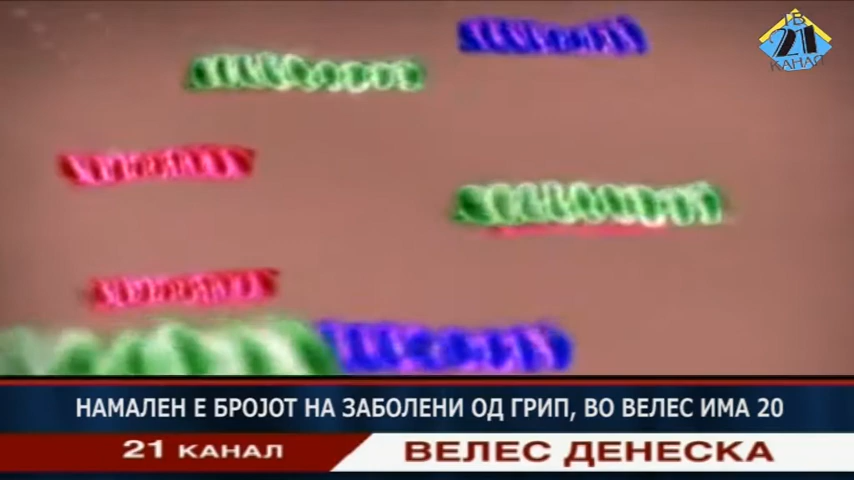 ТВ
21
КАНАЛ
НАМАЛЕН Е БРОЈОТ НА ЗАБОЛЕНИ ОД ГРИП, ВО ВЕЛЕС ИМА 20
21 КАНАЛ
ВЕЛЕС ДЕНЕСКА